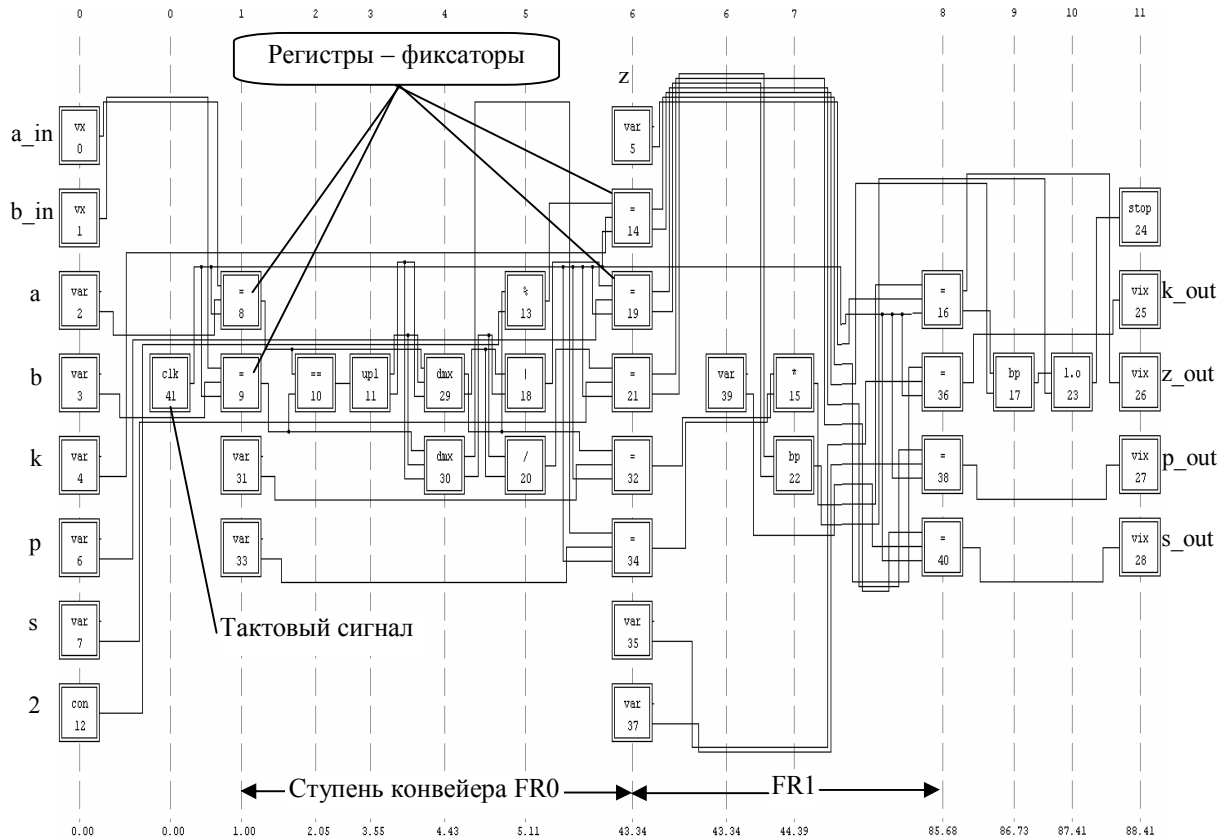 0 0 1 2 3 4 5 6 6 7 8 9 10 11
Регистры – фиксаторы
z
a_in
vx
0
var
5
b_in
vx
1
=
14
stop
24
a
var
2
=
8
%
13
=
19
=
16
vix
25
k_out
b
var
3
clk
41
=
9
==
10
upl
11
dmx
29
|
18
=
21
var
39
*
15
=
36
bp
17
l.o
23
vix
26
z_out
k
var
4
var
31
dmx
30
/
20
=
32
bp
22
=
38
vix
27
p_out
p
var
6
var
33
=
34
=
40
vix
28
s_out
s
var
7
Тактовый сигнал
var
35
2
con
12
var
37
Ступень конвейера FR0
FR1
0.00 0.00 1.00 2.05 3.55 4.43 5.11 43.34 43.34 44.39 85.68 86.73 87.41 88.41